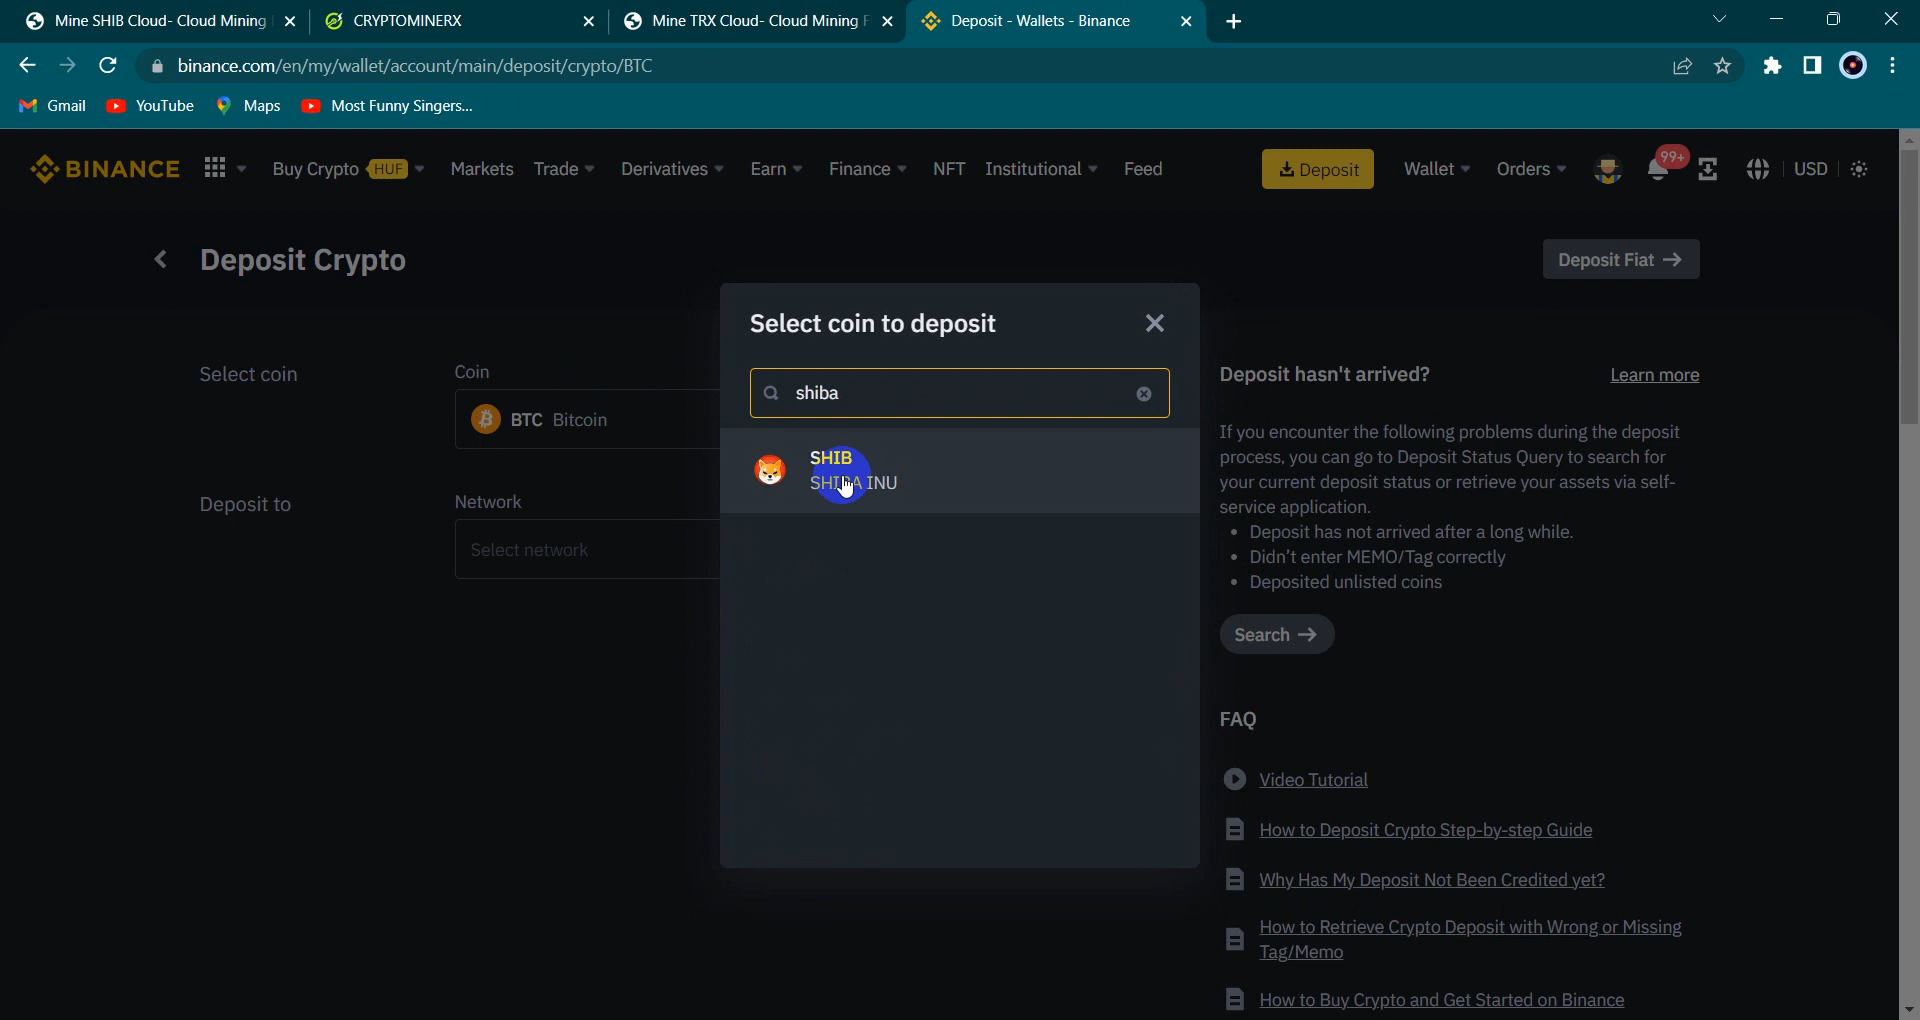 Mine SHIB Cloud- Cloud Mining
CRYPTOMINERX
Mine TRX Cloud- Cloud Mining F
Deposit - Wallets - Binance
binance.com/en/my/wallet/account/main/deposit/crypto/BTC
Gmail
YouTube
Maps
Most Funny Singers...
BINANCE
Buy Crypto HUF
Markets
Trade
Derivatives
Earn
Finance
NFT
Institutional
Feed
Deposit
Wallet
Orders
99+
USD
Deposit Crypto
Deposit Fiat →
Select coin
Coin
BTC Bitcoin
Deposit to
Network
Select network
Select coin to deposit
shiba
SHIB
SHIBA INU
Deposit hasn't arrived?
Learn more
If you encounter the following problems during the deposit
process, you can go to Deposit Status Query to search for
your current deposit status or retrieve your assets via self-
service application.
• Deposit has not arrived after a long while.
• Didn't enter MEMO/Tag correctly
• Deposited unlisted coins
Search →
FAQ
Video Tutorial
How to Deposit Crypto Step-by-step Guide
Why Has My Deposit Not Been Credited yet?
How to Retrieve Crypto Deposit with Wrong or Missing
Tag/Memo
How to Buy Crypto and Get Started on Binance